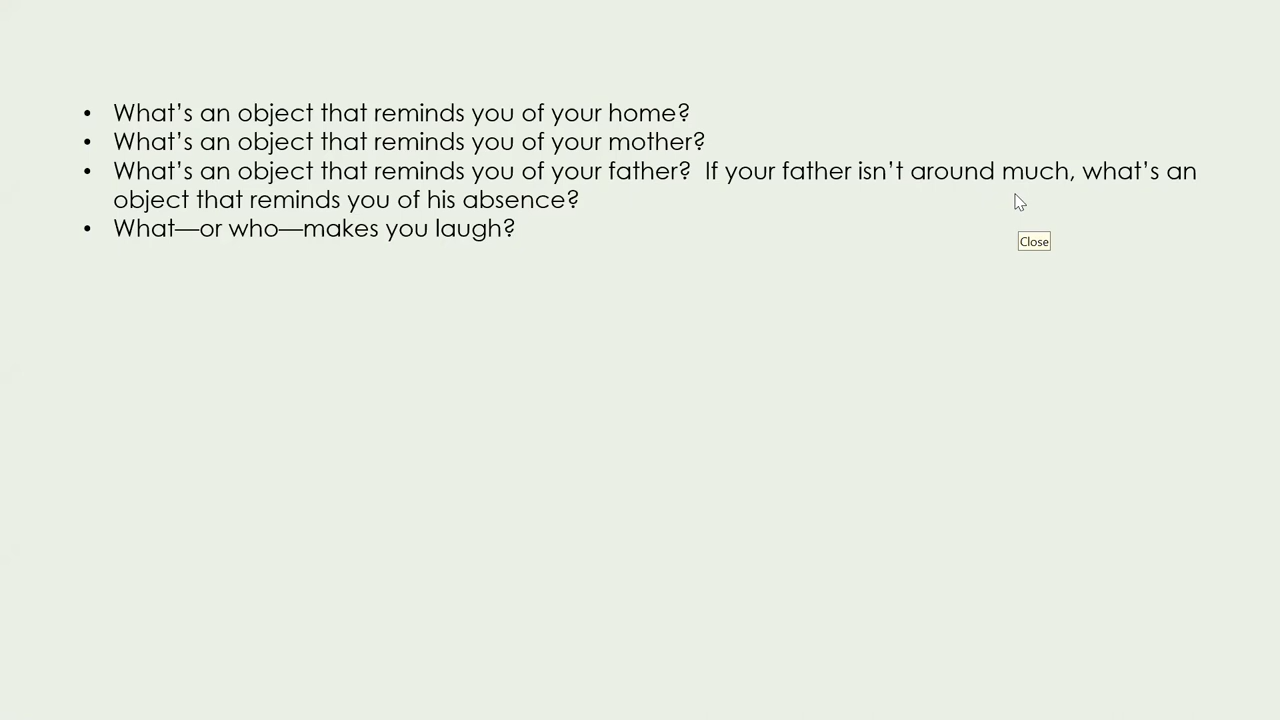 • What’s an object that reminds you of your home?
• What’s an object that reminds you of your mother?
• What’s an object that reminds you of your father?  If your father isn’t around much, what’s an
object that reminds you of his absence?
• What—or who—makes you laugh?
Close